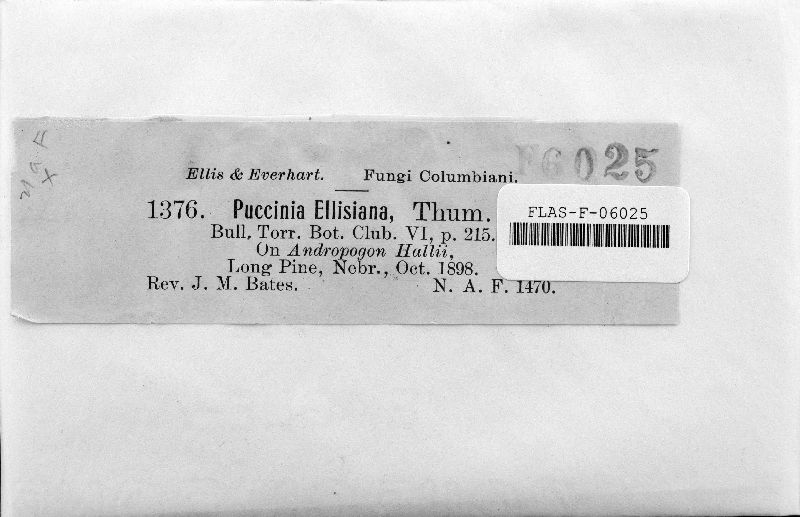 Ellis & Everhart. Fungi Columbiani.
F6025
1376. Puccinia Ellisiana, Thum.
FLAS-F-06025
Bull, Torr. Bot. Club. VI, p. 215.
On Andropogon Hallii,
Long Pine, Nebr., Oct. 1898.
Rev. J. M. Bates. N. A. F. 1470.